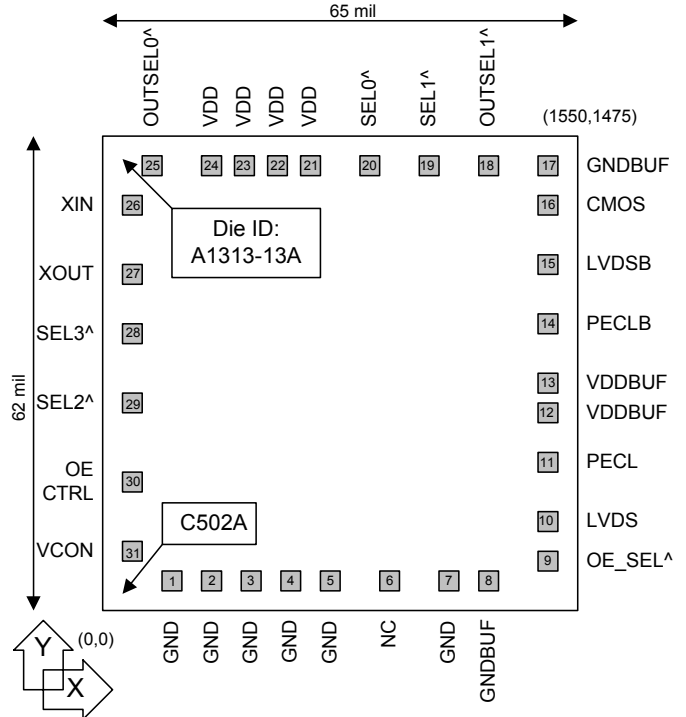 65 mil
OUTSEL0^
VDD
VDD
VDD
VDD
SEL0^
SEL1^
OUTSEL1^
(1550,1475)
25
24
23
22
21
20
19
18
17
GNDBUF
XIN
26
16
CMOS
Die ID:
A1313-13A
XOUT
27
15
LVDSB
SEL3^
28
14
PECLB
62 mil
SEL2^
29
13
VDDBUF
12
VDDBUF
OE
CTRL
30
11
PECL
C502A
10
LVDS
VCON
31
9
OE_SEL^
1
2
3
4
5
6
7
8
GND
GND
GND
GND
GND
NC
GND
GNDBUF
Y
(0,0)
X